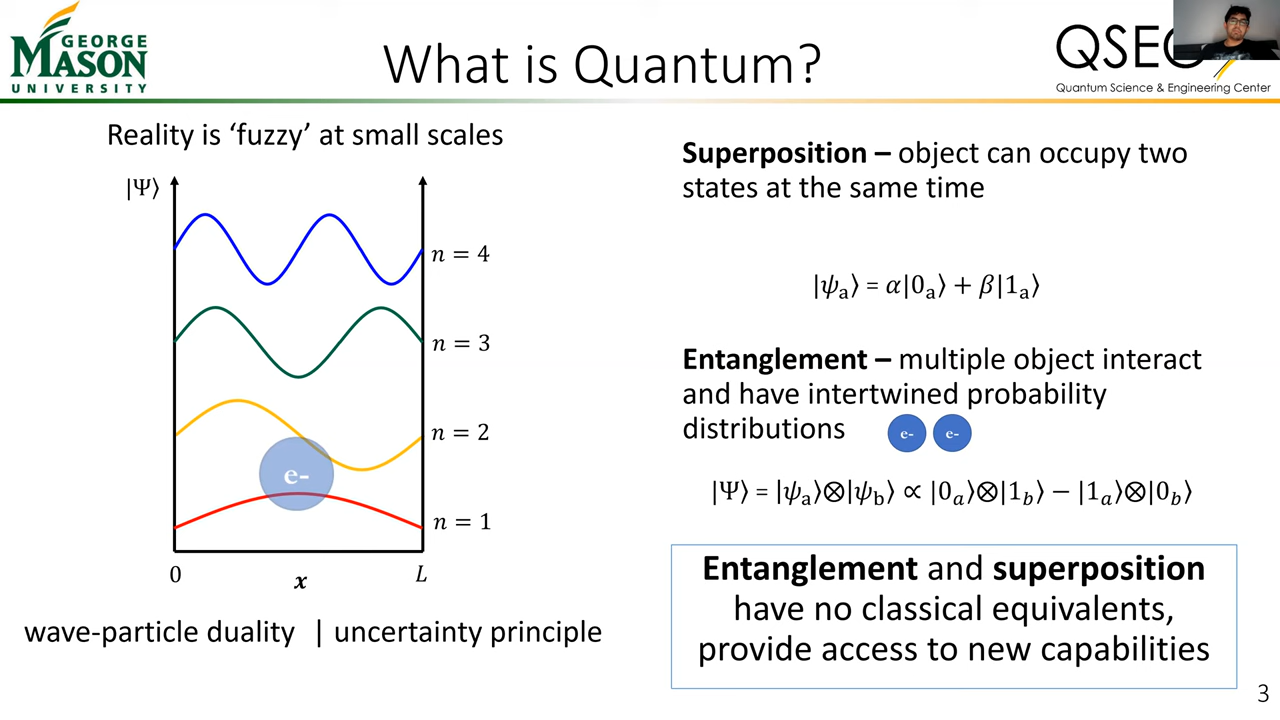 GEORGE
MASON
UNIVERSITY
What is Quantum?
QSEC
Quantum Science & Engineering Center
Reality is ‘fuzzy’ at small scales
|Ψ⟩
n = 4
n = 3
n = 2
e-
n = 1
0
x
L
wave-particle duality | uncertainty principle
Superposition – object can occupy two
states at the same time
|ψa⟩ = α|0a⟩ + β|1a⟩
Entanglement – multiple object interact
and have intertwined probability
distributions
e- e-
|Ψ⟩ = |ψa⟩⊗|ψb⟩ ∝ |0a⟩⊗|1b⟩ − |1a⟩⊗|0b⟩
Entanglement and superposition
have no classical equivalents,
provide access to new capabilities
3